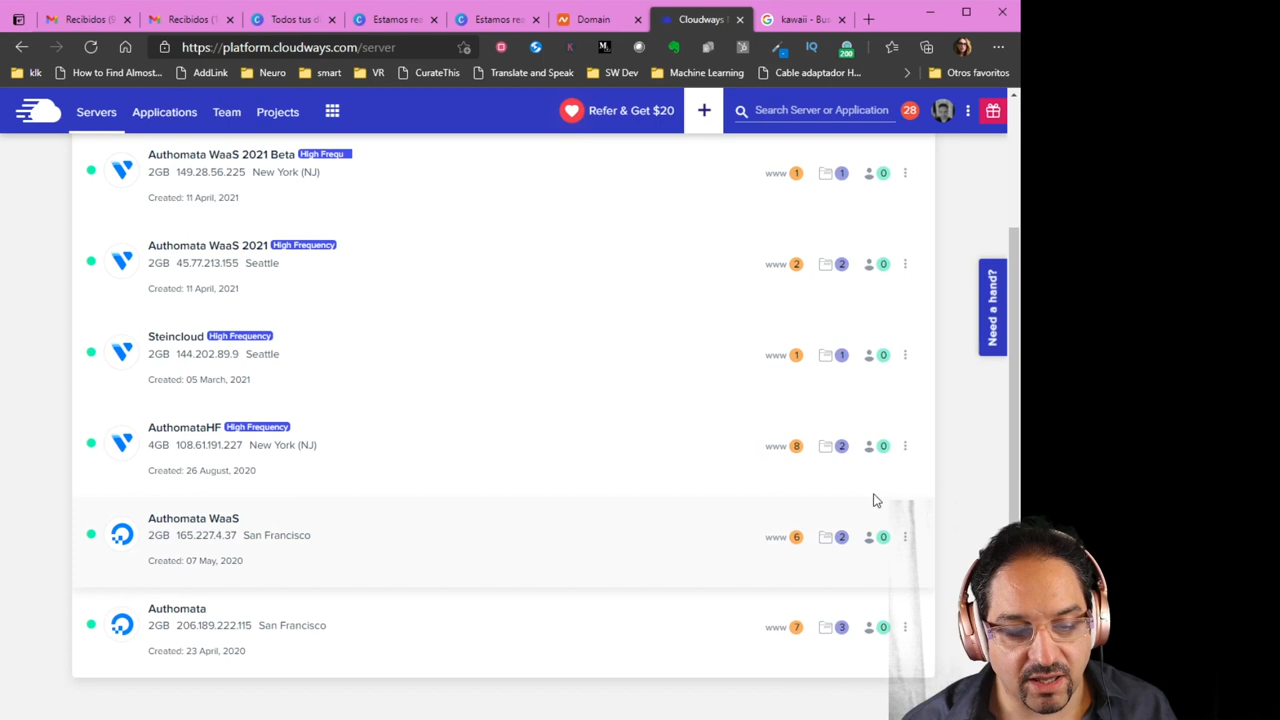 Recibidos (
Recibidos (1
Todos tus d
Estamos rea
Estamos rea
Domain
Cloudways
kawaii - Bus
https://platform.cloudways.com/server
K
M
IQ
200
klk
How to Find Almost...
AddLink
Neuro
smart
VR
CurateThis
Translate and Speak
SW Dev
Machine Learning
Cable adaptador H...
Otros favoritos
Servers
Applications
Team
Projects
Refer & Get $20
+
Search Server or Application
28
Authomata WaaS 2021 Beta High Frequ
2GB 149.28.56.225 New York (NJ)
www 1 1 0
Created: 11 April, 2021
Authomata WaaS 2021 High Frequency
2GB 45.77.213.155 Seattle
www 2 2 0
Created: 11 April, 2021
Need a hand?
Steincloud High Frequency
2GB 144.202.89.9 Seattle
www 1 1 0
Created: 05 March, 2021
AuthomataHF High Frequency
4GB 108.61.191.227 New York (NJ)
www 8 2 0
Created: 26 August, 2020
Authomata WaaS
2GB 165.227.4.37 San Francisco
www 6 2 0
Created: 07 May, 2020
Authomata
2GB 206.189.222.115 San Francisco
www 7 3 0
Created: 23 April, 2020